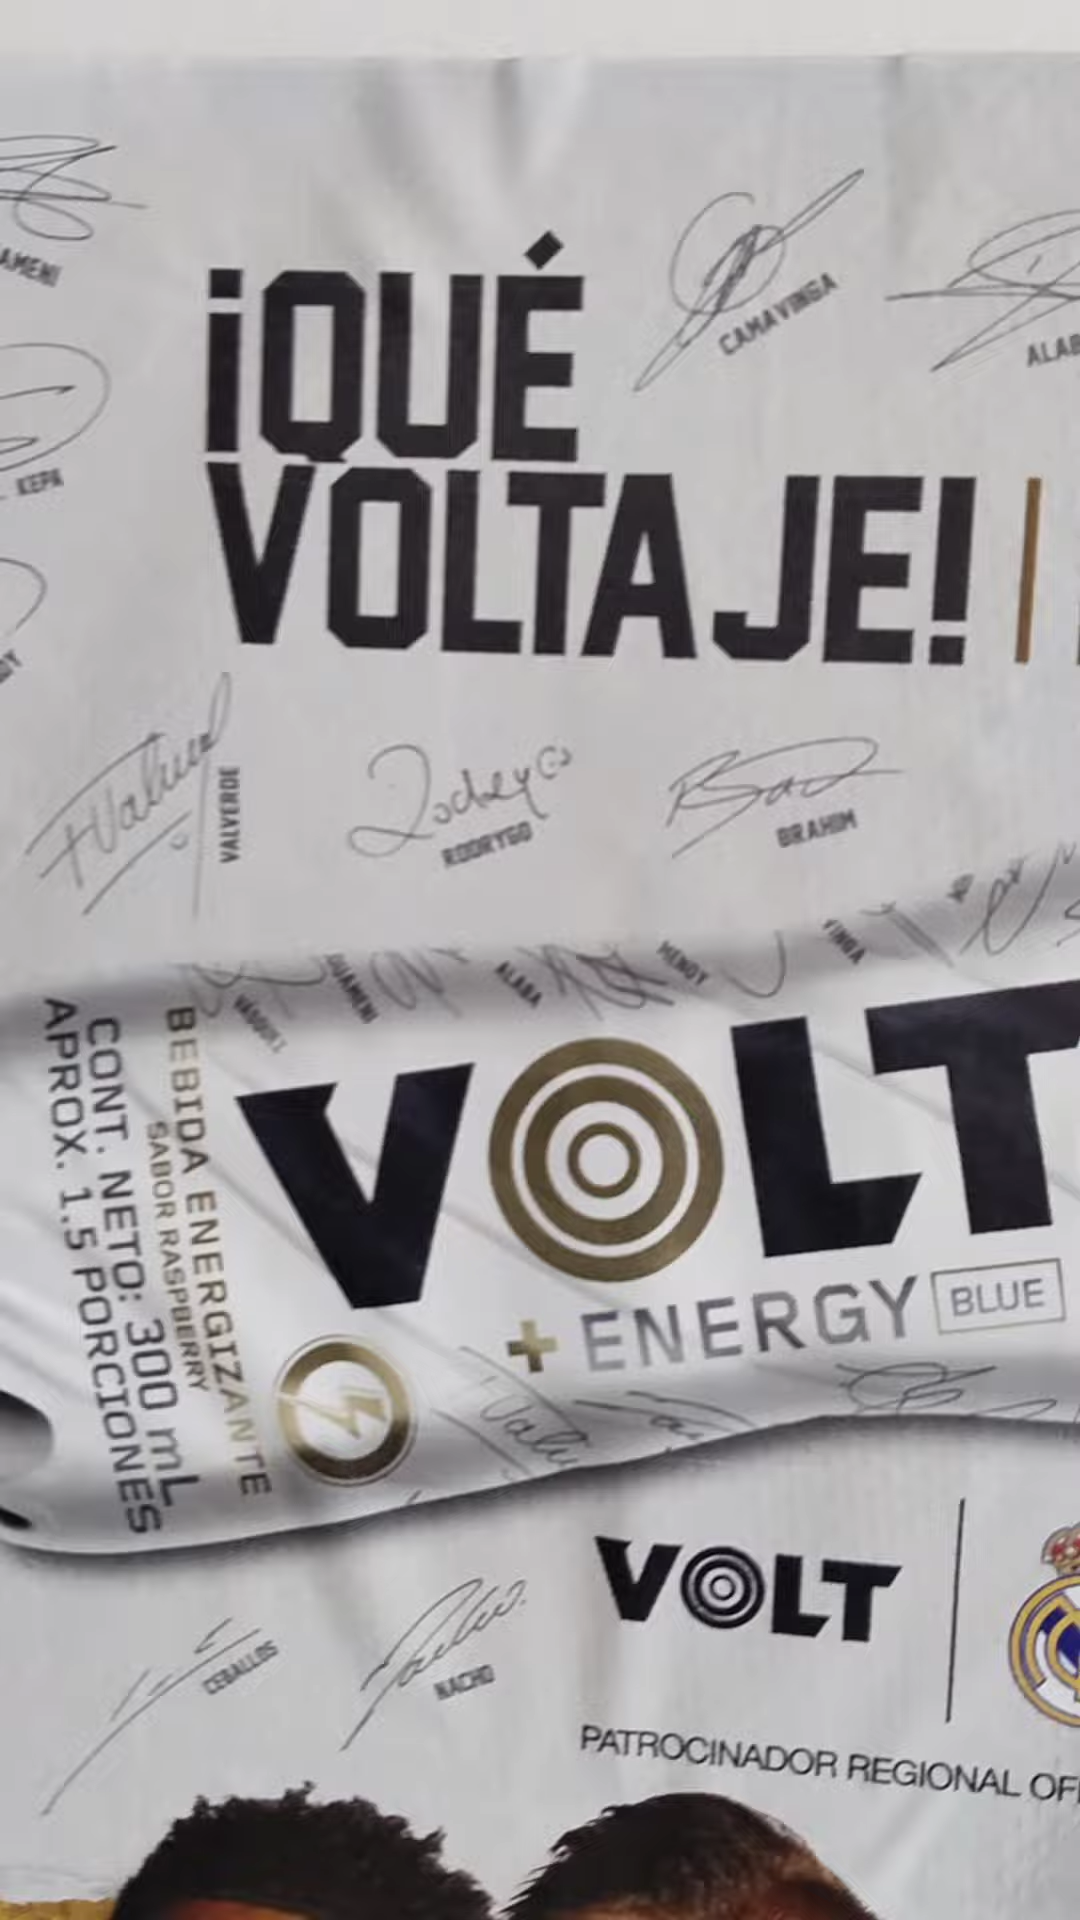 CAMAVINGA
¡QUÉ
VOLTAJE!
KEPA
VALVERDE
RODRYGO
BRAHIM
ALABA
MENDY
VOLT
+ENERGY BLUE
BEBIDA ENERGIZANTE
SABOR RASPBERRY
CONT. NETO: 300 mL
APROX. 1.5 PORCIONES
VOLT
CEBALLOS
NACHO
PATROCINADOR REGIONAL